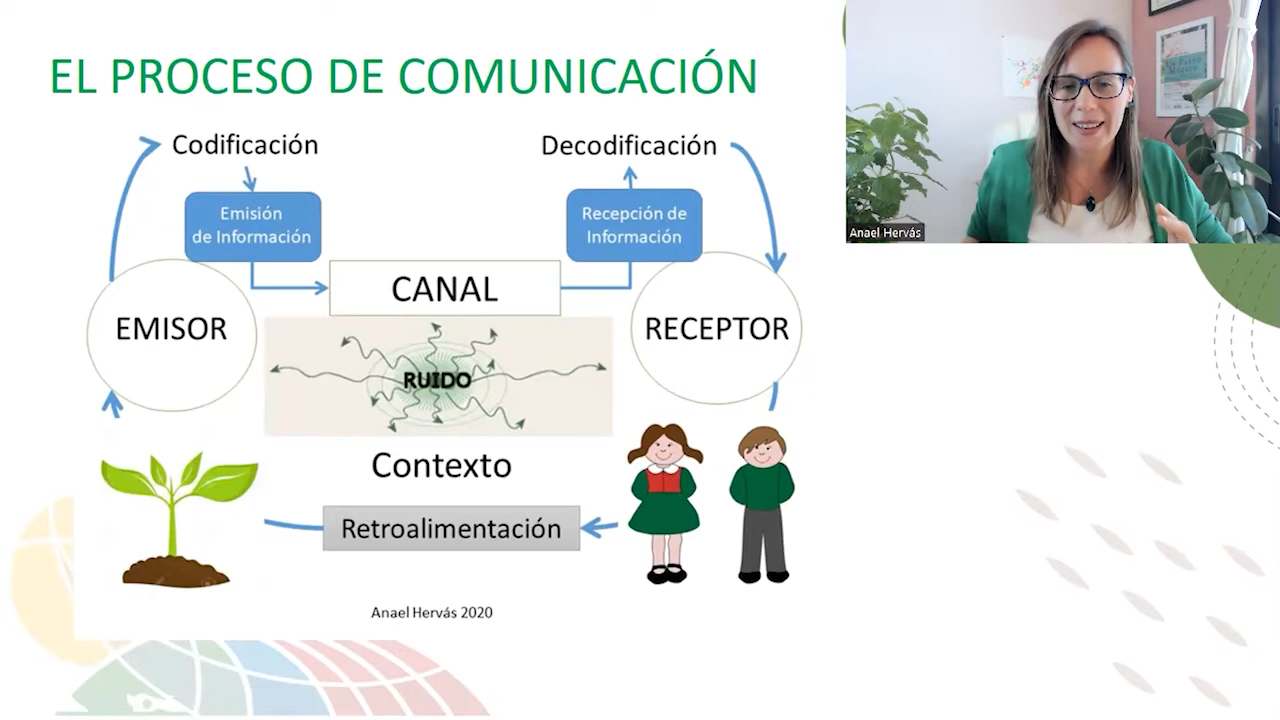 EL PROCESO DE COMUNICACIÓN
Codificación
Decodificación
Emisión
de Información
Recepción de
Información
CANAL
EMISOR
RECEPTOR
RUIDO
Contexto
Retroalimentación
Anael Hervás 2020
Anael Hervás